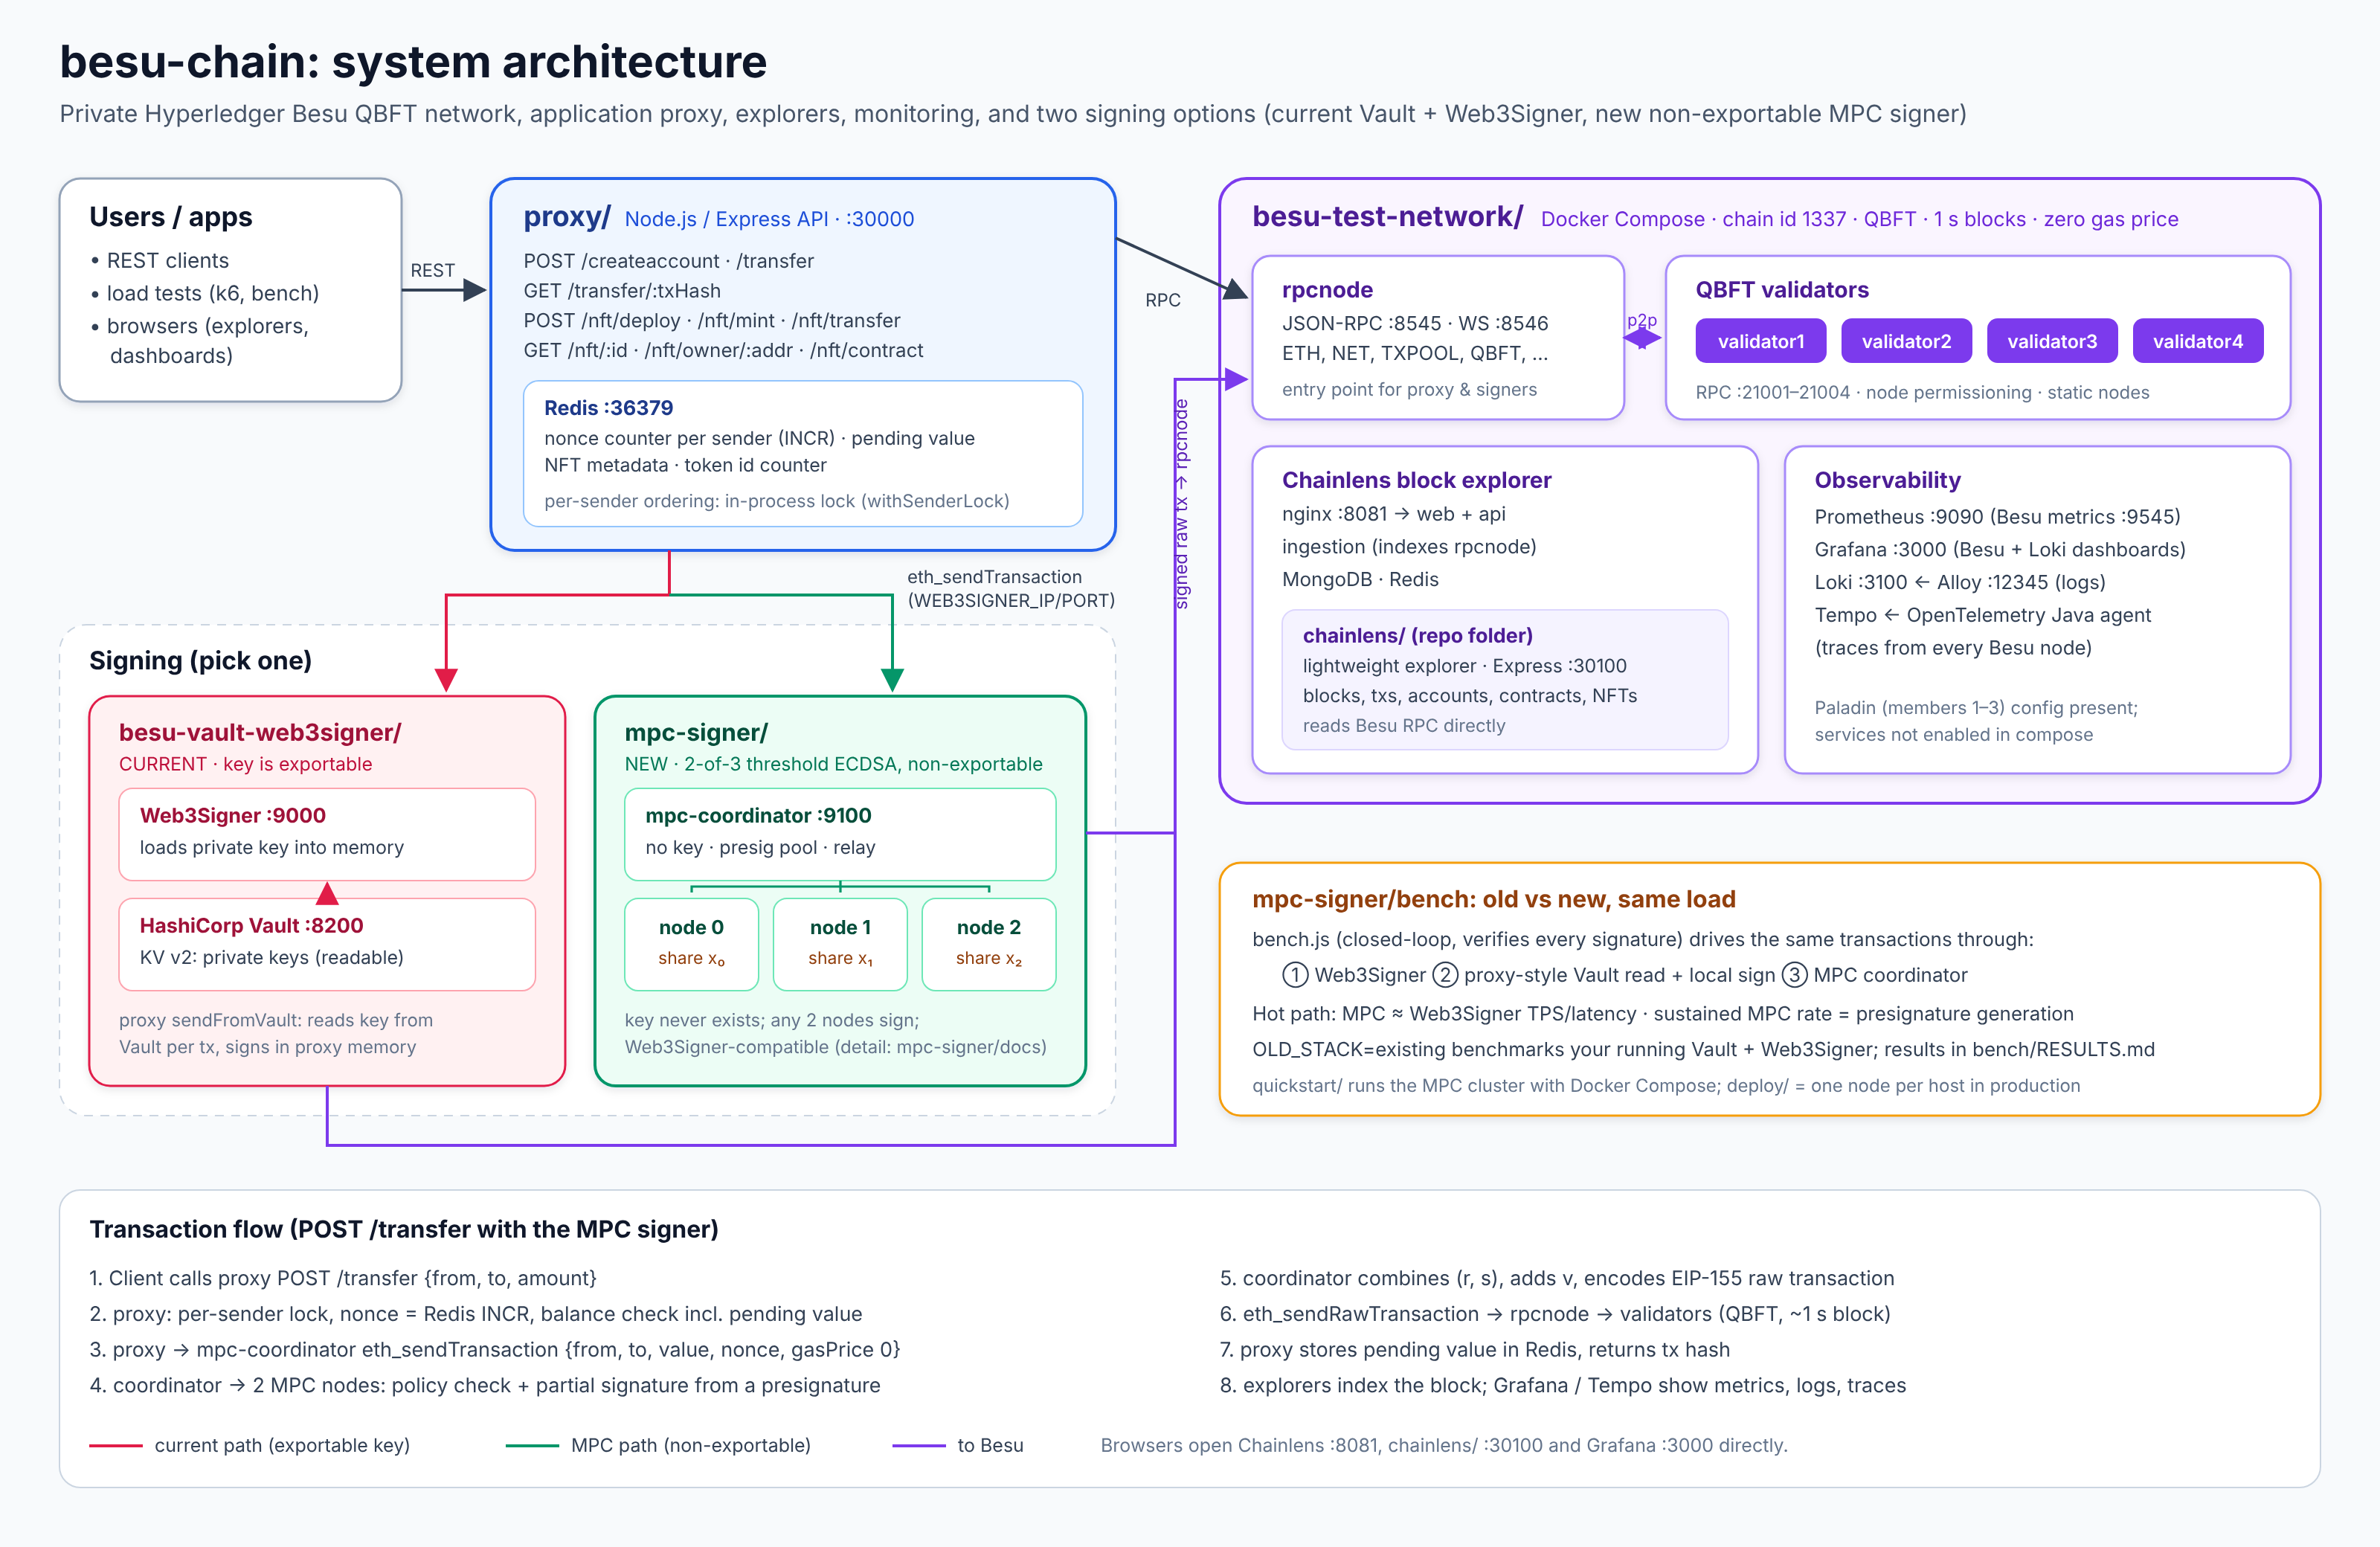 besu-chain: system architecture
Private Hyperledger Besu QBFT network, application proxy, explorers, monitoring, and two signing options (current Vault + Web3Signer, new non-exportable MPC signer)
Users / apps
• REST clients
• load tests (k6, bench)
• browsers (explorers,
dashboards)
REST
proxy/ Node.js / Express API · :30000
POST /createaccount · /transfer
GET /transfer/:txHash
POST /nft/deploy · /nft/mint · /nft/transfer
GET /nft/:id · /nft/owner/:addr · /nft/contract
Redis :36379
nonce counter per sender (INCR) · pending value
NFT metadata · token id counter
per-sender ordering: in-process lock (withSenderLock)
RPC
signed raw tx → rpcnode
besu-test-network/ Docker Compose · chain id 1337 · QBFT · 1 s blocks · zero gas price
rpcnode
JSON-RPC :8545 · WS :8546
ETH, NET, TXPOOL, QBFT, ...
entry point for proxy & signers
p2p
QBFT validators
validator1 validator2 validator3 validator4
RPC :21001–21004 · node permissioning · static nodes
Chainlens block explorer
nginx :8081 → web + api
ingestion (indexes rpcnode)
MongoDB · Redis
chainlens/ (repo folder)
lightweight explorer · Express :30100
blocks, txs, accounts, contracts, NFTs
reads Besu RPC directly
Observability
Prometheus :9090 (Besu metrics :9545)
Grafana :3000 (Besu + Loki dashboards)
Loki :3100 ← Alloy :12345 (logs)
Tempo ← OpenTelemetry Java agent
(traces from every Besu node)
Paladin (members 1–3) config present;
services not enabled in compose
eth_sendTransaction
(WEB3SIGNER_IP/PORT)
Signing (pick one)
besu-vault-web3signer/
CURRENT · key is exportable
Web3Signer :9000
loads private key into memory
HashiCorp Vault :8200
KV v2: private keys (readable)
proxy sendFromVault: reads key from
Vault per tx, signs in proxy memory
mpc-signer/
NEW · 2-of-3 threshold ECDSA, non-exportable
mpc-coordinator :9100
no key · presig pool · relay
node 0
share x₀
node 1
share x₁
node 2
share x₂
key never exists; any 2 nodes sign;
Web3Signer-compatible (detail: mpc-signer/docs)
mpc-signer/bench: old vs new, same load
bench.js (closed-loop, verifies every signature) drives the same transactions through:
① Web3Signer ② proxy-style Vault read + local sign ③ MPC coordinator
Hot path: MPC ≈ Web3Signer TPS/latency · sustained MPC rate = presignature generation
OLD_STACK=existing benchmarks your running Vault + Web3Signer; results in bench/RESULTS.md
quickstart/ runs the MPC cluster with Docker Compose; deploy/ = one node per host in production
Transaction flow (POST /transfer with the MPC signer)
1. Client calls proxy POST /transfer {from, to, amount}
2. proxy: per-sender lock, nonce = Redis INCR, balance check incl. pending value
3. proxy → mpc-coordinator eth_sendTransaction {from, to, value, nonce, gasPrice 0}
4. coordinator → 2 MPC nodes: policy check + partial signature from a presignature
5. coordinator combines (r, s), adds v, encodes EIP-155 raw transaction
6. eth_sendRawTransaction → rpcnode → validators (QBFT, ~1 s block)
7. proxy stores pending value in Redis, returns tx hash
8. explorers index the block; Grafana / Tempo show metrics, logs, traces
current path (exportable key)
MPC path (non-exportable)
to Besu
Browsers open Chainlens :8081, chainlens/ :30100 and Grafana :3000 directly.